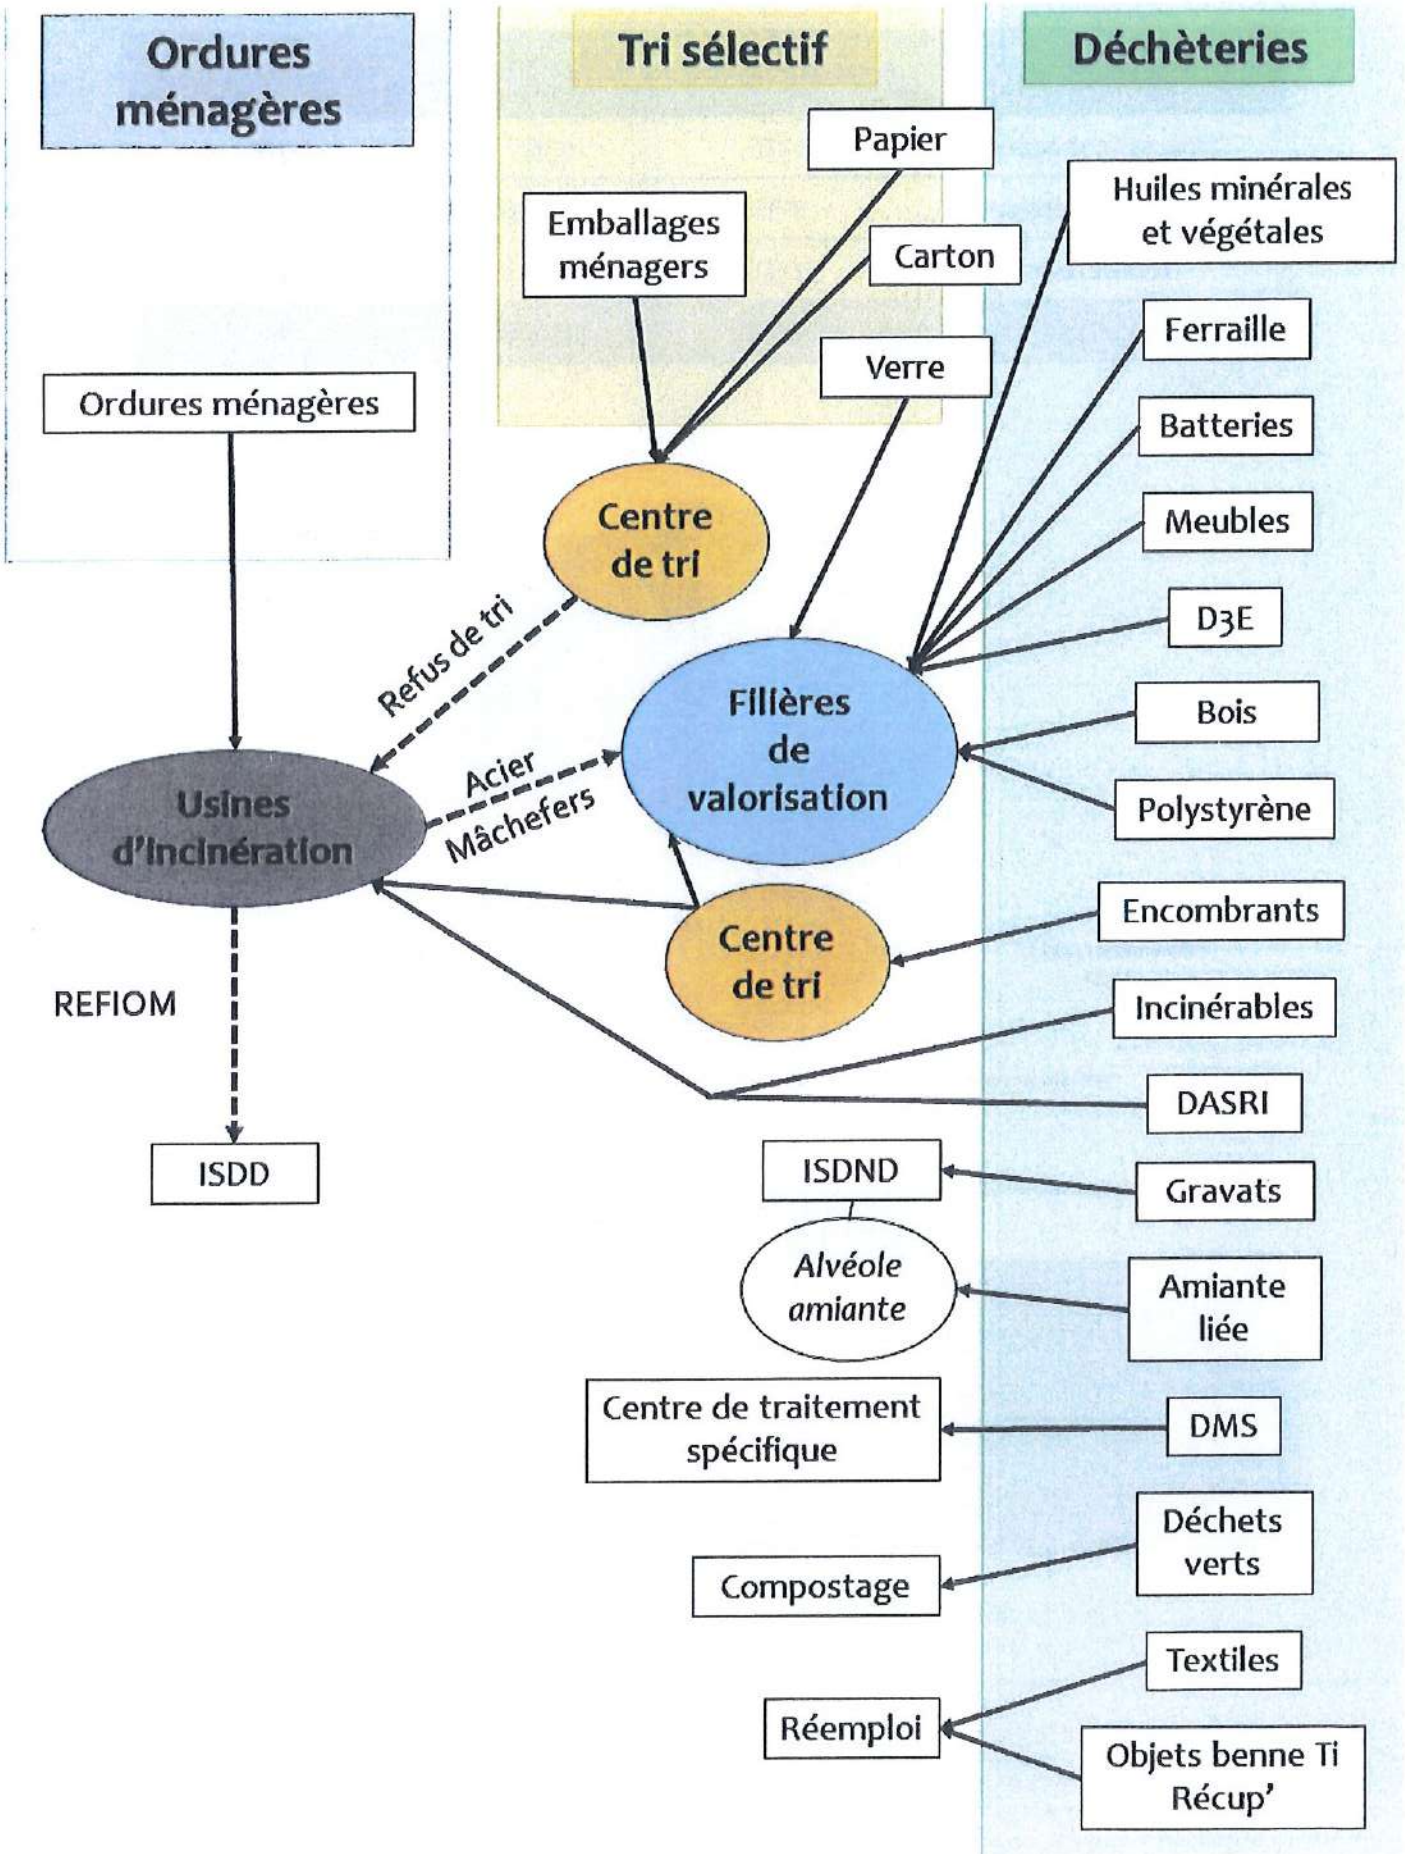 Ordures
ménagères
Tri sélectif
Déchèteries
Papier
Huiles minérales
et végétales
Emballages
ménagers
Carton
Ferraille
Verre
Ordures ménagères
Batteries
Centre
de tri
Meubles
D3E
Refus de tri
Filières
de
valorisation
Bois
Acier
Mâchefers
Usines
d'incinération
Polystyrène
Encombrants
Centre
de tri
REFIOM
Incinérables
DASRI
ISDD
ISDND
Gravats
Alvéole
amiante
Amiante
liée
Centre de traitement
spécifique
DMS
Déchets
verts
Compostage
Textiles
Réemploi
Objets benne Ti
Récup'